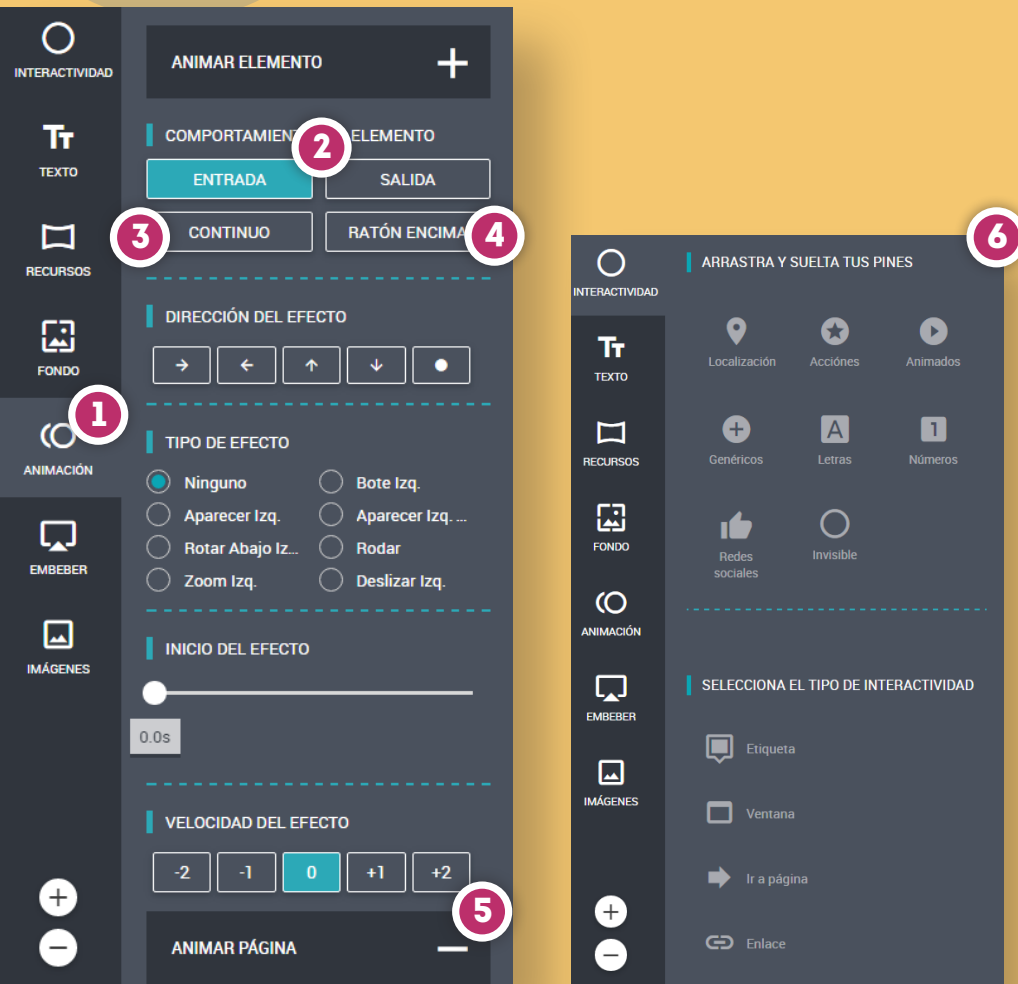 INTERACTIVIDAD
TEXTO
RECURSOS
FONDO
1
ANIMACIÓN
EMBEBER
IMÁGENES
ANIMAR ELEMENTO
COMPORTAMIEN ELEMENTO
2
ENTRADA SALIDA
3
CONTINUO RATÓN ENCIMA
4
DIRECCIÓN DEL EFECTO
TIPO DE EFECTO
Ninguno Bote Izq.
Aparecer Izq. Aparecer Izq. ...
Rotar Abajo Iz... Rodar
Zoom Izq. Deslizar Izq.
INICIO DEL EFECTO
0.0s
VELOCIDAD DEL EFECTO
-2 -1 0 +1 +2
5
ANIMAR PÁGINA
6
INTERACTIVIDAD
TEXTO
RECURSOS
FONDO
ANIMACIÓN
EMBEBER
IMÁGENES
ARRASTRA Y SUELTA TUS PINES
Localización Acciónes Animados
A 1
Genéricos Letras Números
Redes
sociales
Invisible
SELECCIONA EL TIPO DE INTERACTIVIDAD
Etiqueta
Ventana
Ir a página
Enlace